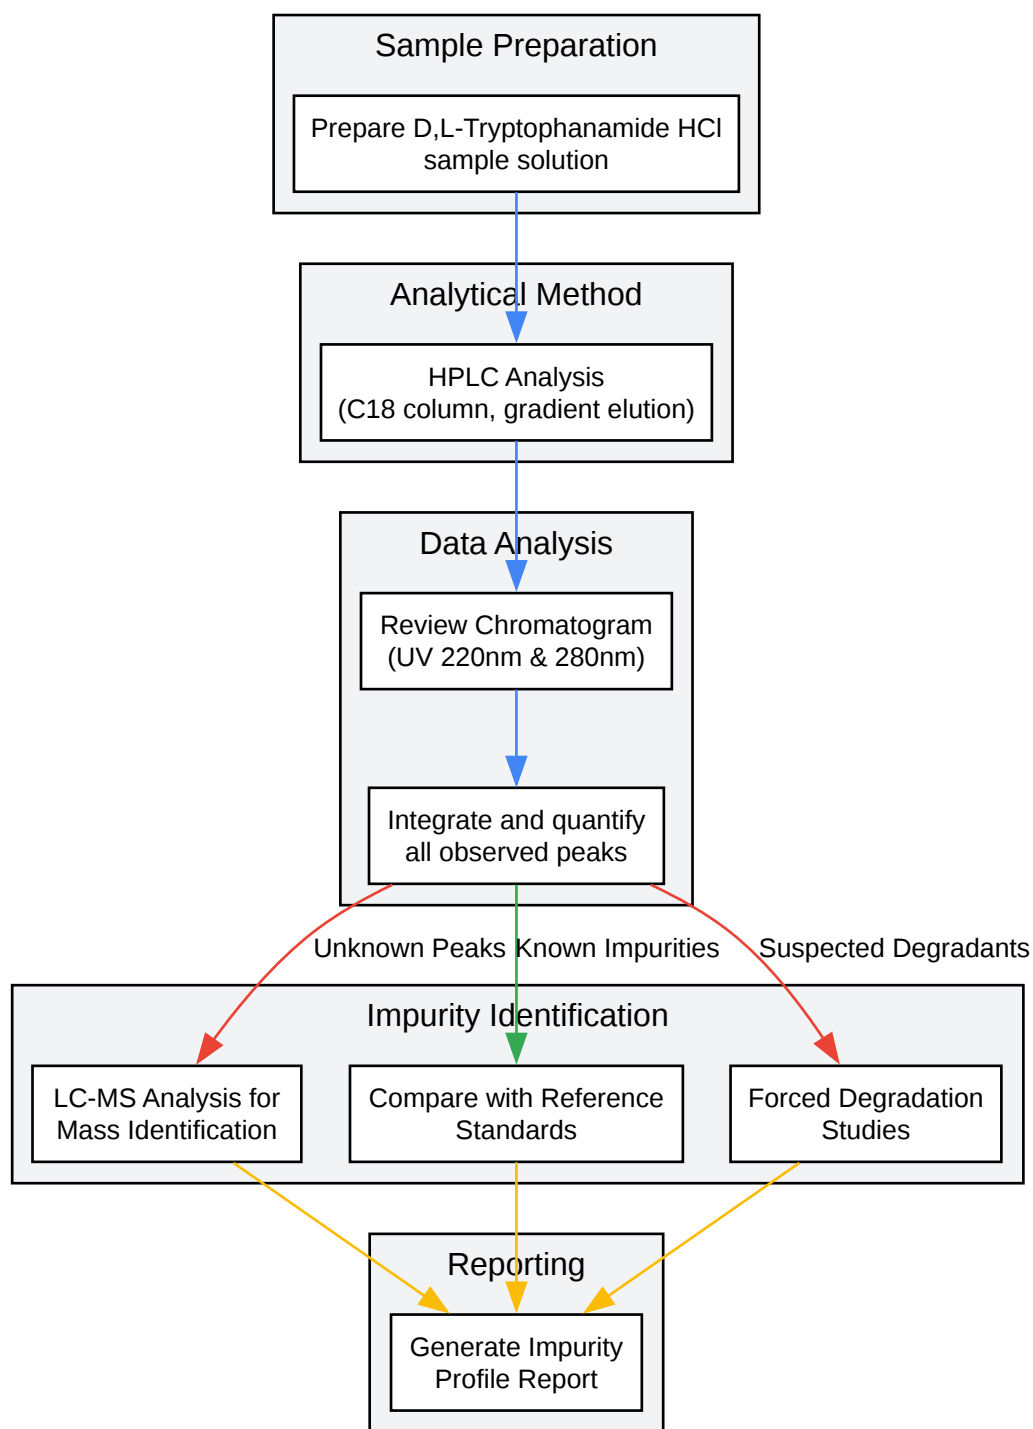 Sample Preparation
Prepare D,L-Tryptophanamide HCl
sample solution
Analytical Method
HPLC Analysis
(C18 column, gradient elution)
Data Analysis
Review Chromatogram
(UV 220nm & 280nm)
Integrate and quantify
all observed peaks
Unknown Peaks
Known Impurities
Suspected Degradants
Impurity Identification
LC-MS Analysis for
Mass Identification
Compare with Reference
Standards
Forced Degradation
Studies
Reporting
Generate Impurity
Profile Report